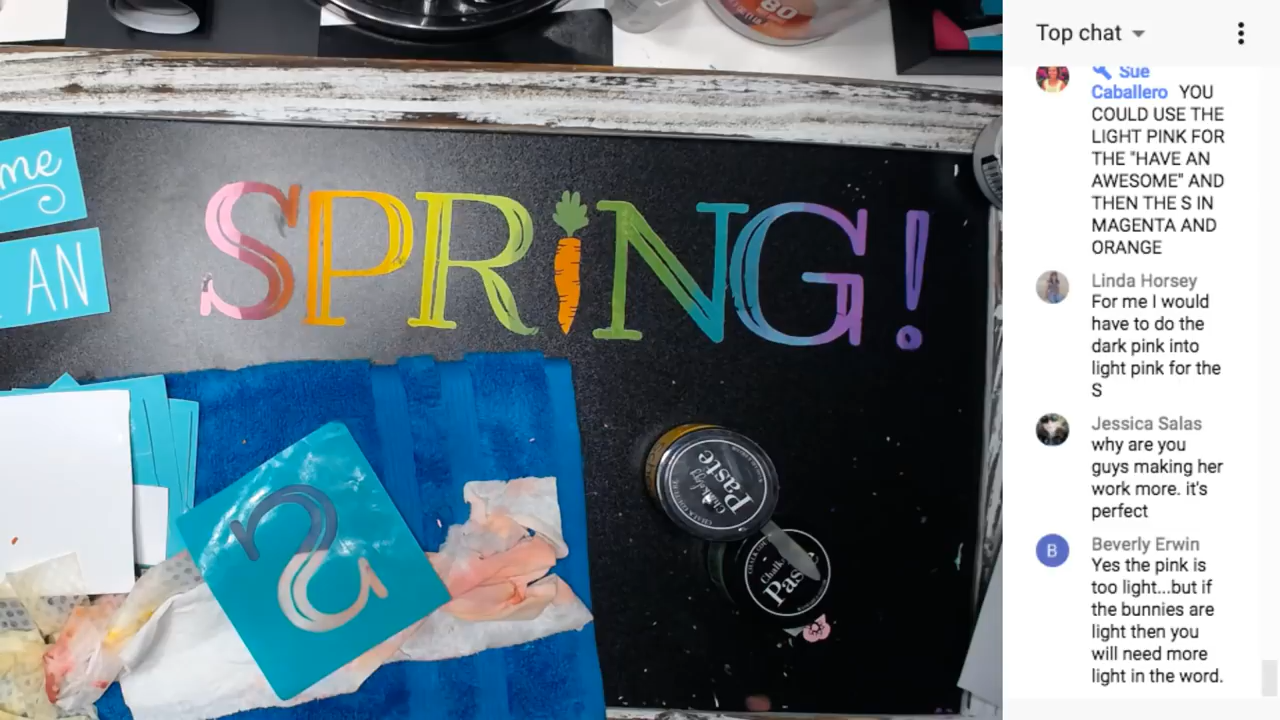 80
me
AN
SPRING!
S
Chalkology
Paste
Chalk
Paste
Top chat
Sue
Caballero YOU
COULD USE THE
LIGHT PINK FOR
THE "HAVE AN
AWESOME" AND
THEN THE S IN
MAGENTA AND
ORANGE
Linda Horsey
For me I would
have to do the
dark pink into
light pink for the
S
Jessica Salas
why are you
guys making her
work more. it's
perfect
B
Beverly Erwin
Yes the pink is
too light...but if
the bunnies are
light then you
will need more
light in the word.